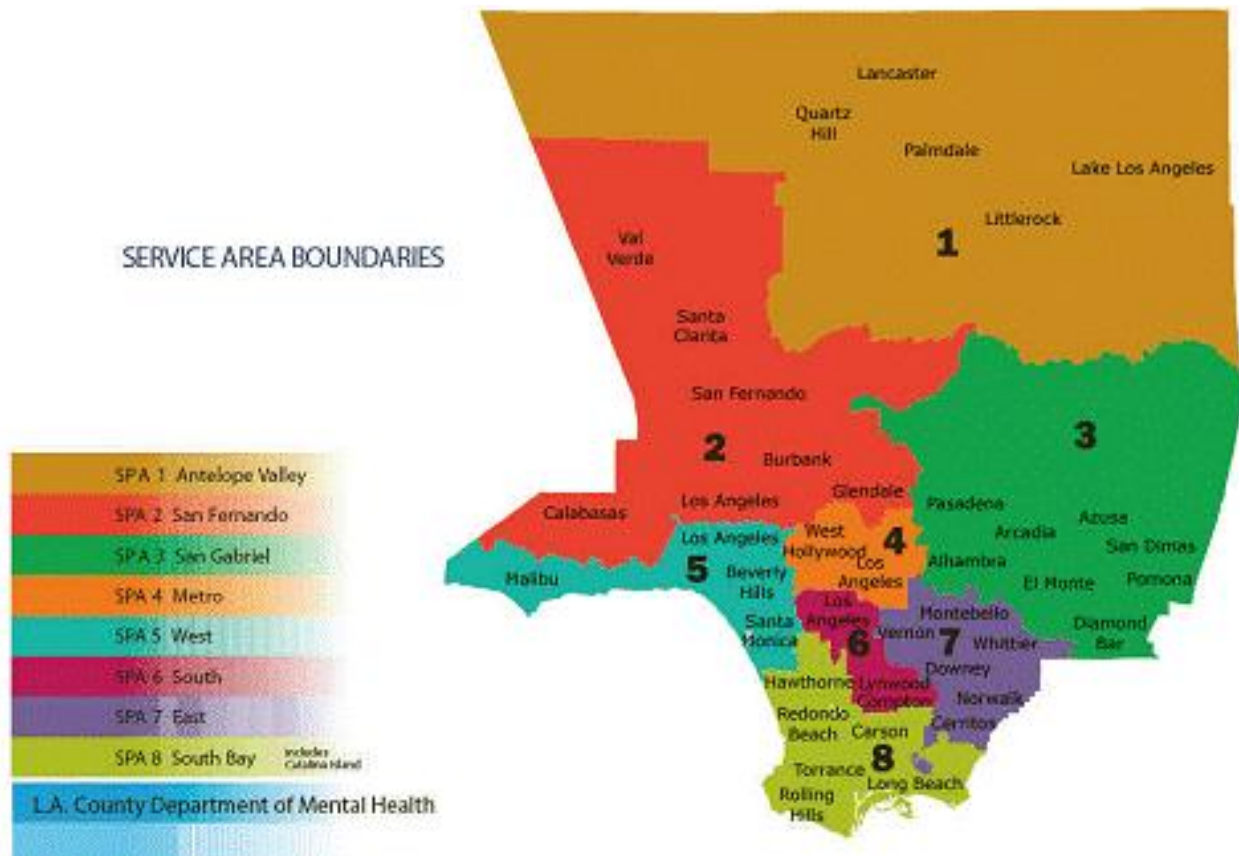 SERVICE AREA BOUNDARIES
SPA 1 Antelope Valley
SPA 2 San Fernando
SPA 3 San Gabriel
SPA 4 Metro
SPA 5 West
SPA 6 South
SPA 7 East
SPA 8 South Bay
includes
Catalina Island
L.A. County Department of Mental Health
Lancaster
Quartz
Hill
Palmdale
Lake Los Angeles
Littlerock
1
Val
Verde
Santa
Clarita
San Fernando
2
Burbank
Glendale
Los Angeles
Calabasas
3
Pasadena
Azusa
Arcadia
San Dimas
Alhambra
El Monte
Pomona
Diamond
Bar
West
Hollywood
4
Los
Angeles
Los Angeles
5
Malibu
Beverly
Hills
Santa
Monica
Los
Angeles
6
Lynwood
Compton
Montebello
Vernon
7
Whittier
Downey
Norwalk
Cerritos
Hawthorne
Redondo
Beach
Carson
8
Torrance
Long Beach
Rolling
Hills